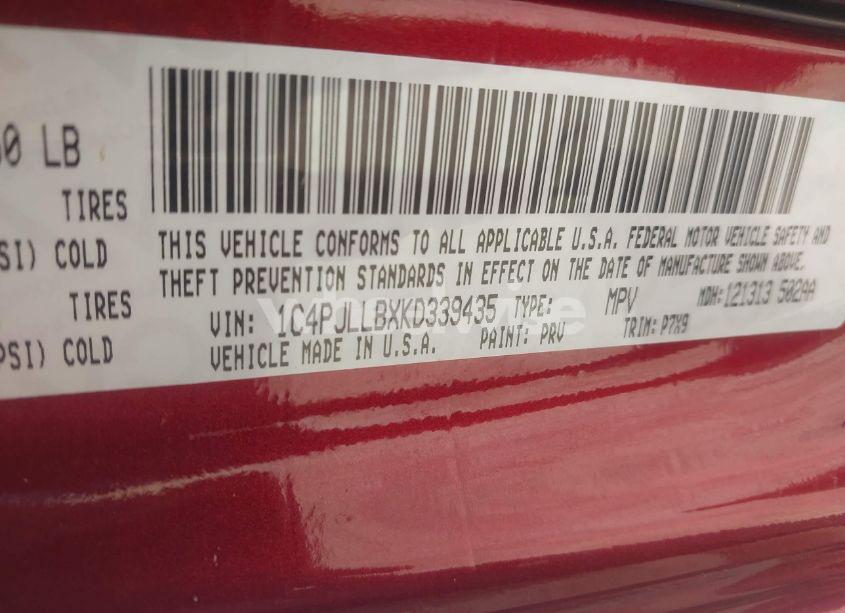 0 LB
TIRES
SI) COLD
TIRES
PSI) COLD
THIS VEHICLE CONFORMS TO ALL APPLICABLE U.S.A. FEDERAL MOTOR VEHICLE SAFETY AND
THEFT PREVENTION STANDARDS IN EFFECT ON THE DATE OF MANUFACTURE SHOWN ABOVE.
VIN: 1C4PJLLBXKD339435 TYPE: MPV MDH: 121313 5024A
VEHICLE MADE IN U.S.A. PAINT: PRV TRIM: P7X9